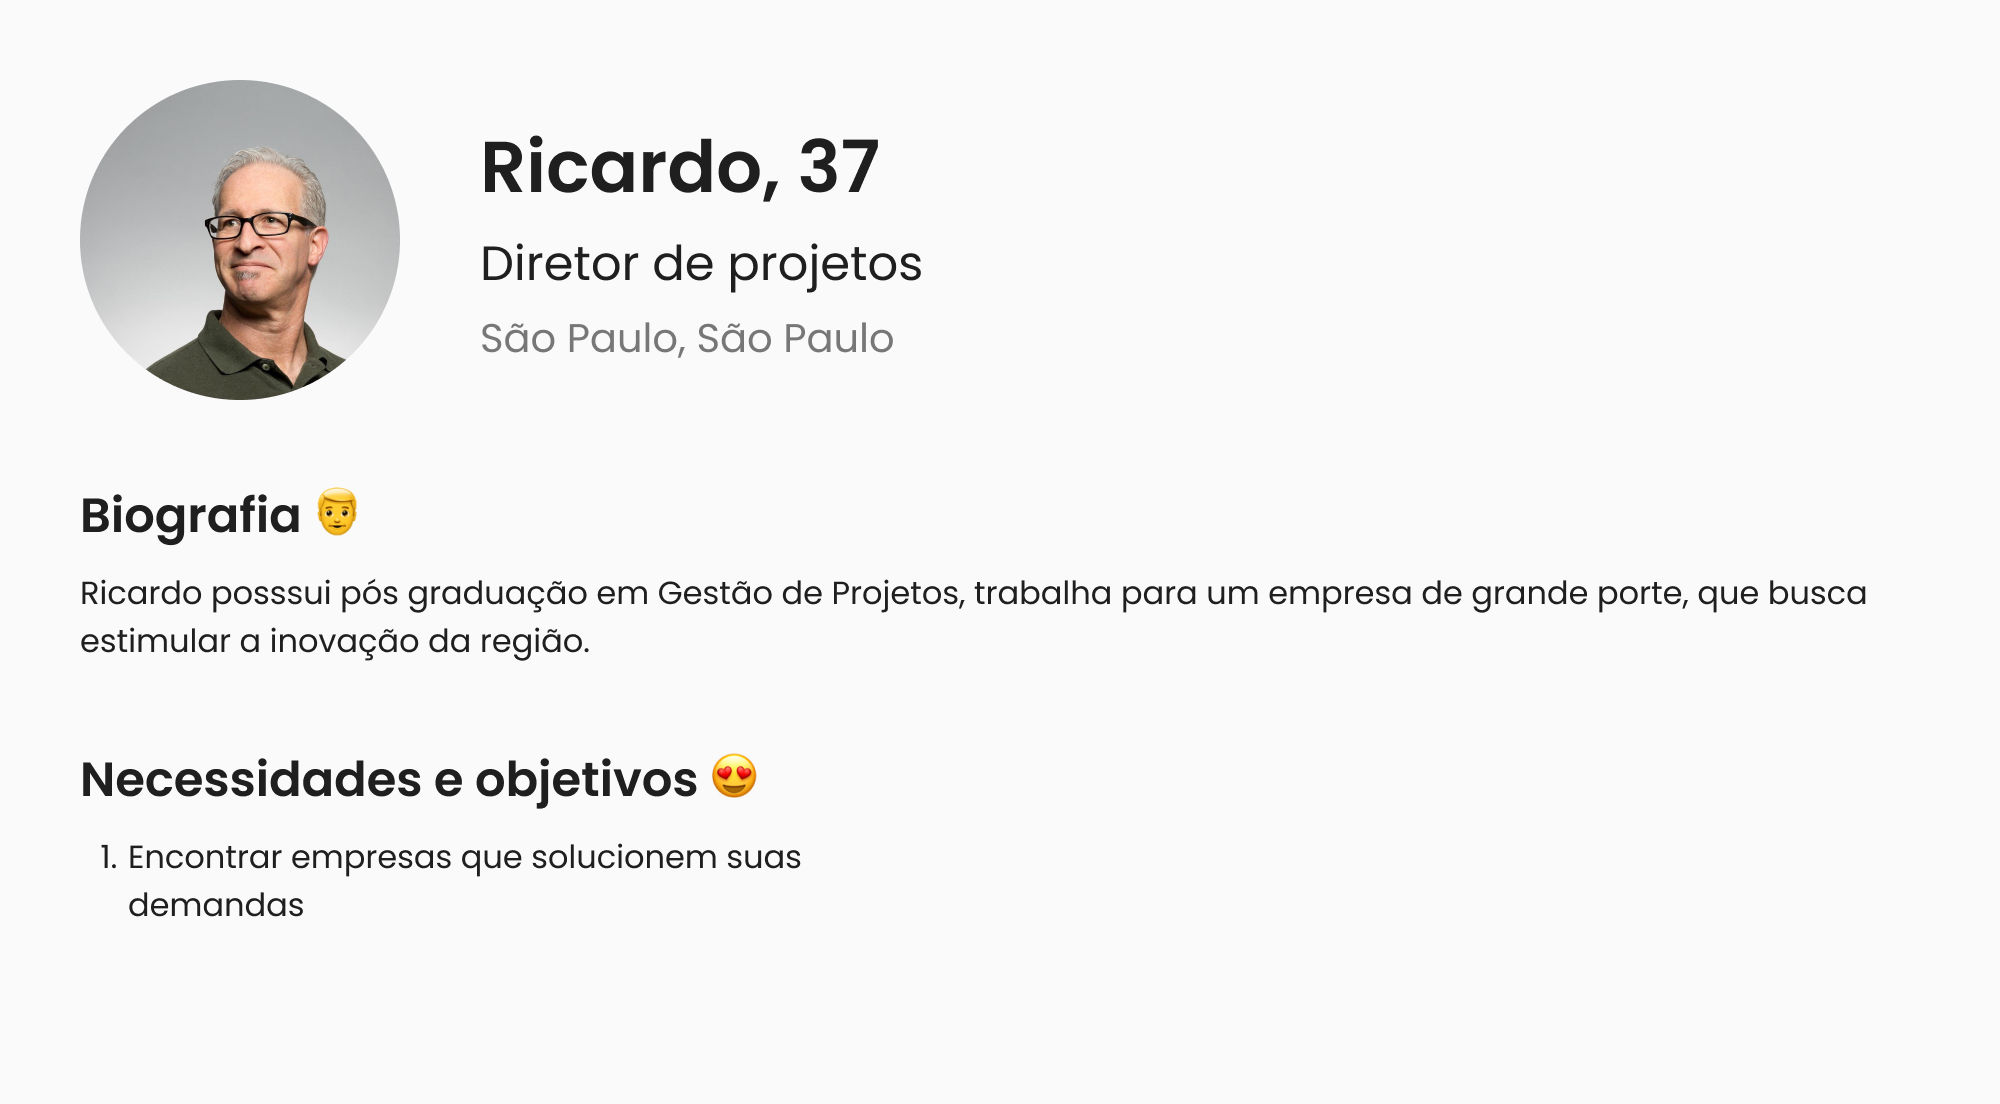 Ricardo, 37
Diretor de projetos
São Paulo, São Paulo
Biografia 👨
Ricardo posssui pós graduação em Gestão de Projetos, trabalha para um empresa de grande porte, que busca
estimular a inovação da região.
Necessidades e objetivos 😍
1. Encontrar empresas que solucionem suas
demandas